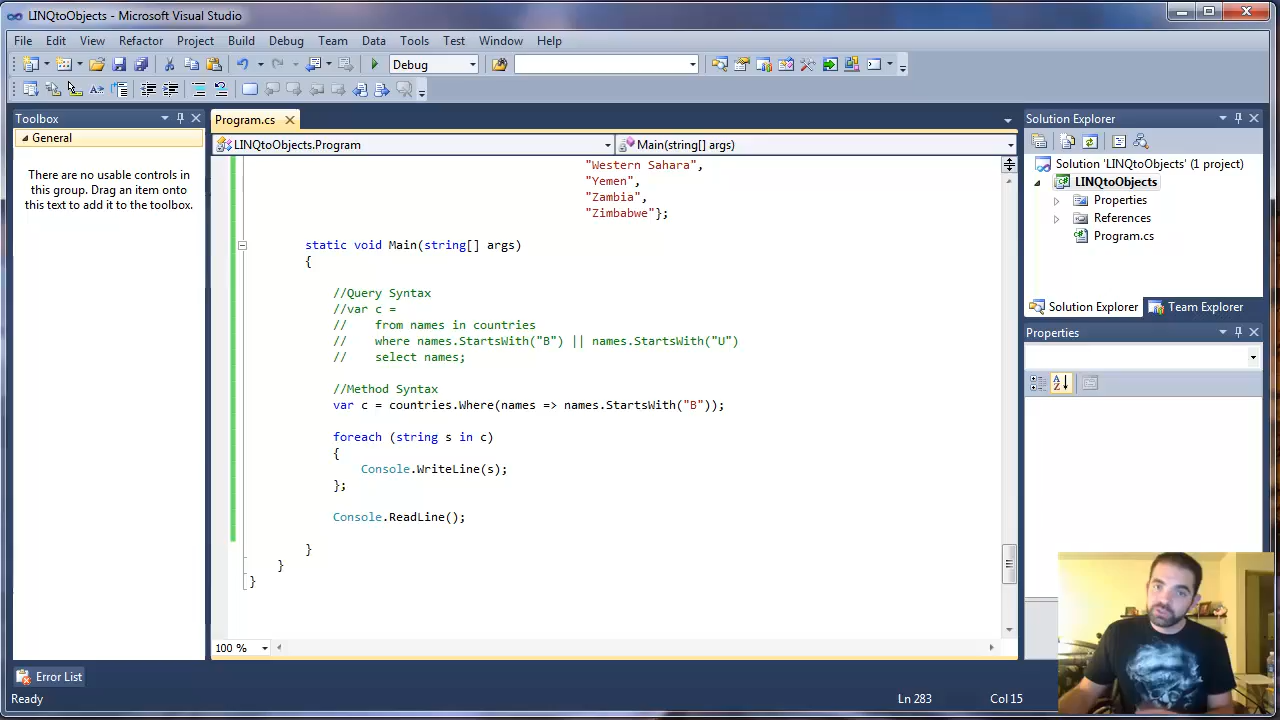 LINQtoObjects - Microsoft Visual Studio
File Edit View Refactor Project Build Debug Team Data Tools Test Window Help
Debug
Toolbox
General
There are no usable controls in
this group. Drag an item onto
this text to add it to the toolbox.
Program.cs
LINQtoObjects.Program
Main(string[] args)
"Western Sahara",
"Yemen",
"Zambia",
"Zimbabwe"};
static void Main(string[] args)
{
//Query Syntax
//var c =
//    from names in countries
//    where names.StartsWith("B") || names.StartsWith("U")
//    select names;
//Method Syntax
var c = countries.Where(names => names.StartsWith("B"));
foreach (string s in c)
{
Console.WriteLine(s);
};
Console.ReadLine();
}
}
}
100 %
Solution Explorer
Solution 'LINQtoObjects' (1 project)
LINQtoObjects
Properties
References
Program.cs
Solution Explorer
Team Explorer
Properties
Error List
Ready
Ln 283
Col 15